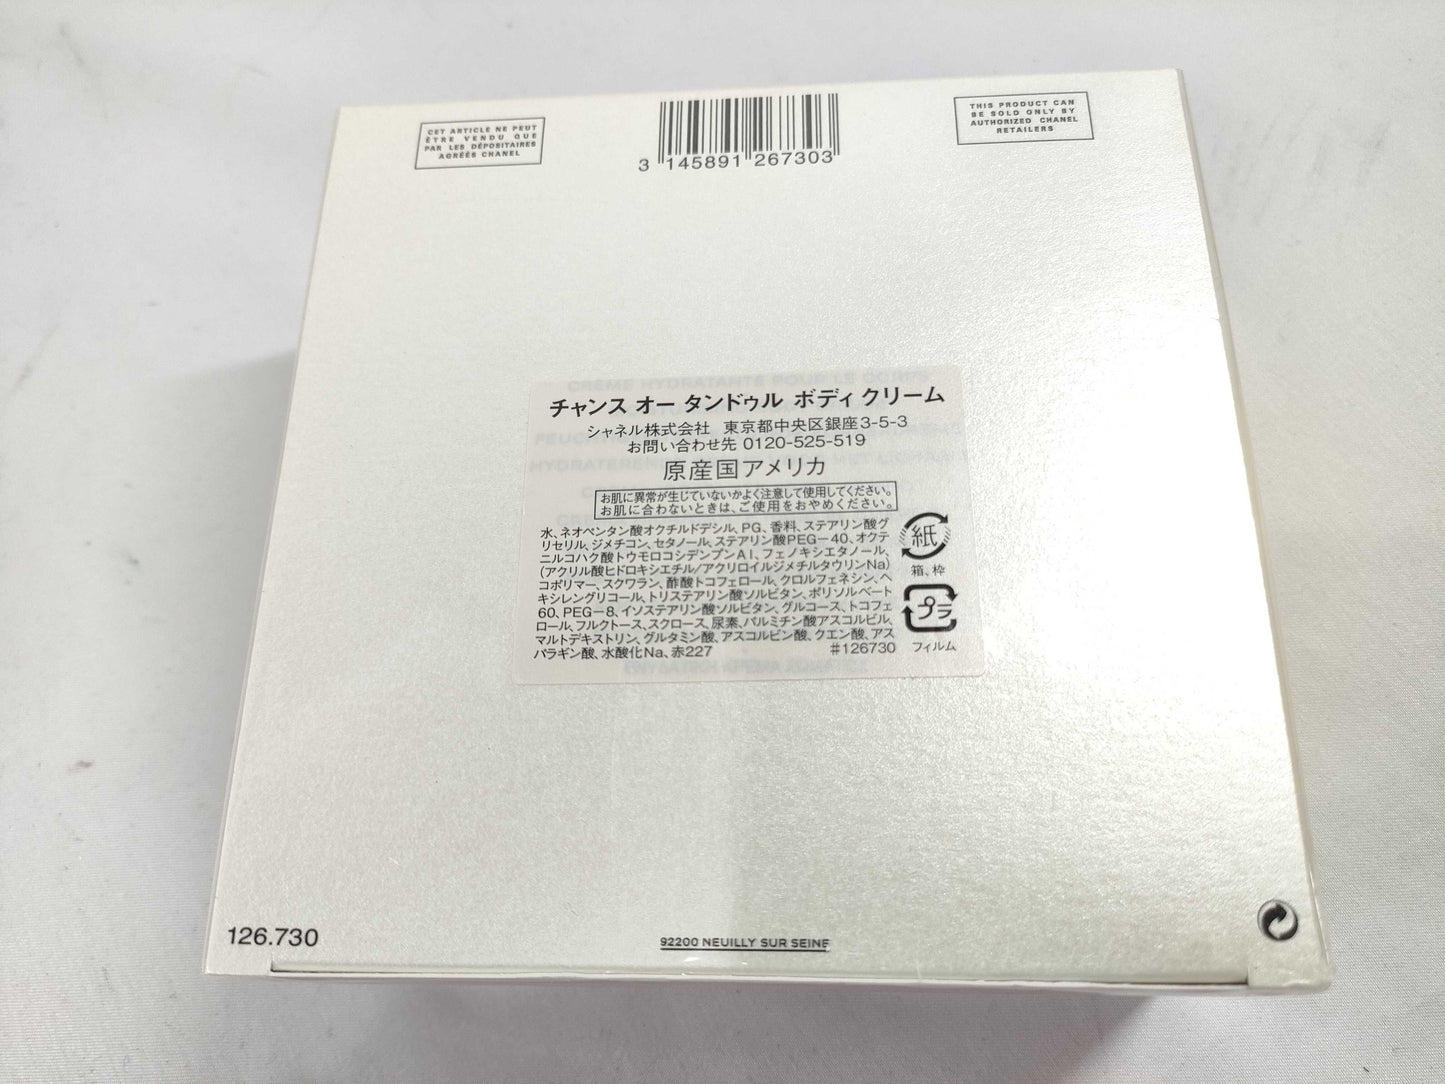 CET ARTICLE NE PEUT
ÊTRE VENDU QUE
PAR LES DÉPOSITAIRES
AGRÉÉS CHANEL
3 145891 267303
THIS PRODUCT CAN
BE SOLD ONLY BY
AUTHORIZED CHANEL
RETAILERS
CRÈME HYDRATANTE POUR LE CORPS
チャンス オー タンドゥル ボディ クリーム
シャネル株式会社 東京都中央区銀座3-5-3
お問い合わせ先 0120-525-519
原産国アメリカ
お肌に異常が生じていないかよく注意して使用してください。
お肌に合わないときは、ご使用をおやめください。
水、ネオペンタン酸オクチルドデシル、PG、香料、ステアリン酸グ
リセリル、ジメチコン、セタノール、ステアリン酸PEG－40、オクテ
ニルコハク酸トウモロコシデンプンAl、フェノキシエタノール、
(アクリル酸ヒドロキシエチル/アクリロイルジメチルタウリンNa)
コポリマー、スクワラン、酢酸トコフェロール、クロルフェネシン、ヘ
キシレングリコール、トリステアリン酸ソルビタン、ポリソルベート
60、PEG－8、イソステアリン酸ソルビタン、グルコース、トコフェ
ロール、フルクトース、スクロース、尿素、パルミチン酸アスコルビル、
マルトデキストリン、グルタミン酸、アスコルビン酸、クエン酸、アス
パラギン酸、水酸化Na、赤227 #126730
紙
箱、枠
プラ
フィルム
126.730
92200 NEUILLY SUR SEINE